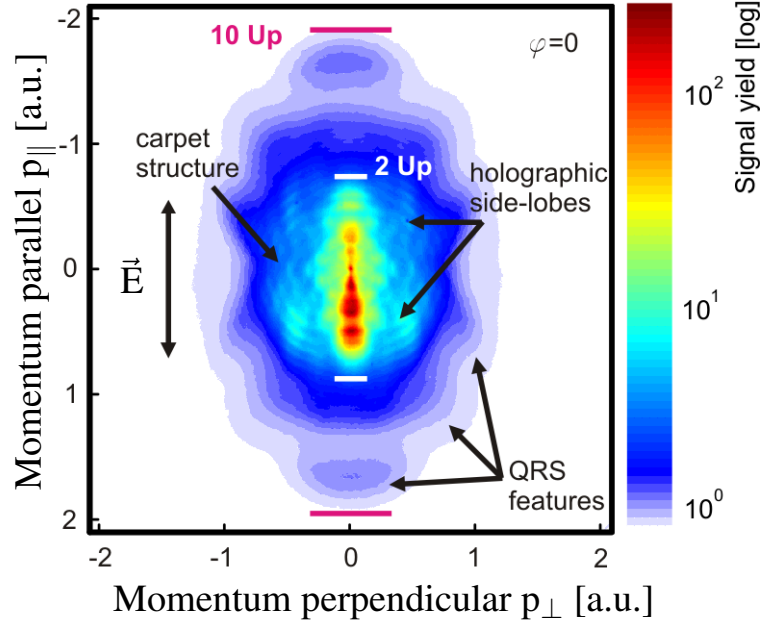 10 Up
φ=0
carpet
structure
2 Up
holographic
side-lobes
E⃗
QRS
features
-2
-1
0
1
2
Momentum parallel p∥ [a.u.]
-2
-1
0
1
2
Momentum perpendicular p⊥ [a.u.]
Signal yield [log]
10²
10¹
10⁰